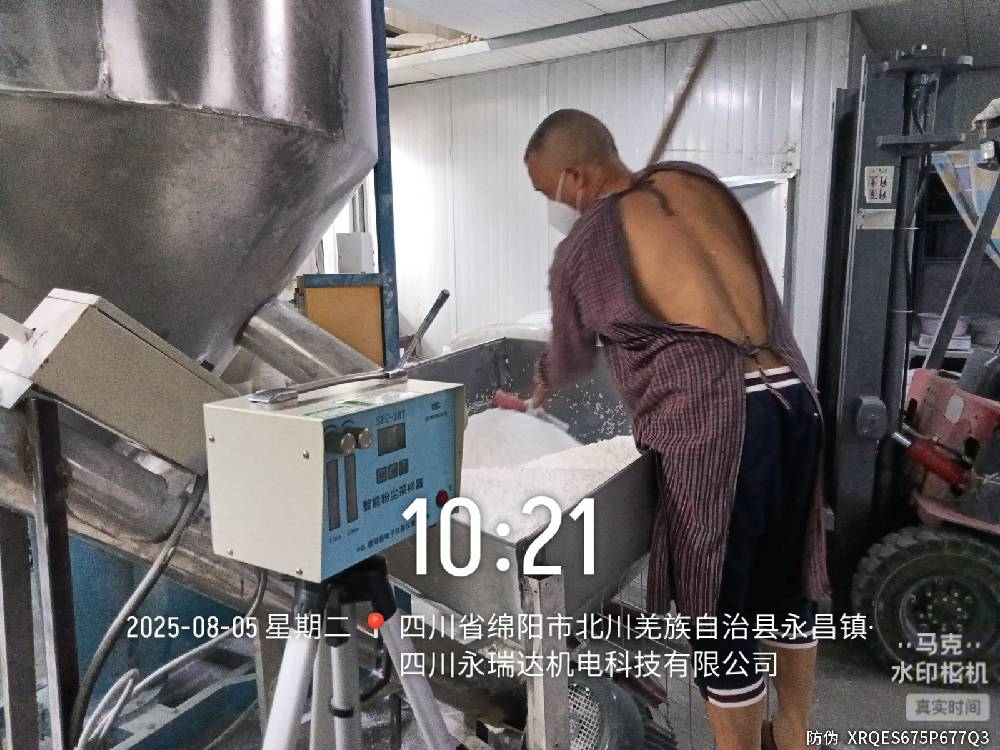 SFC-3BT
智能粉尘采样器
10:21
2025-08-05 星期二
四川省绵阳市北川羌族自治县永昌镇·
四川永瑞达机电科技有限公司
马克
水印相机
真实时间
防伪 XRQES675P677Q3